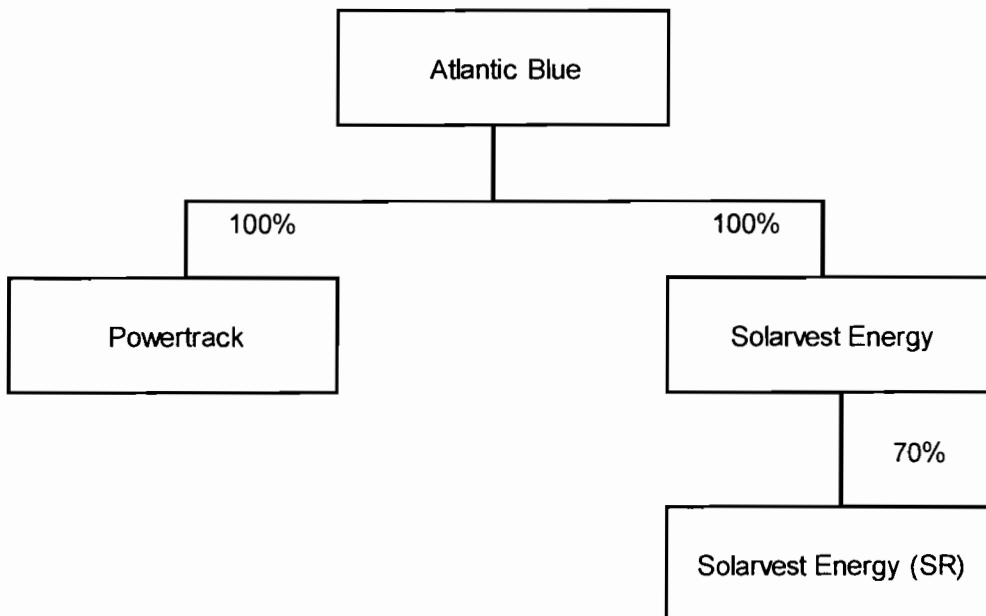 Atlantic Blue
100%
100%
Powertrack
Solarvest Energy
70%
Solarvest Energy (SR)